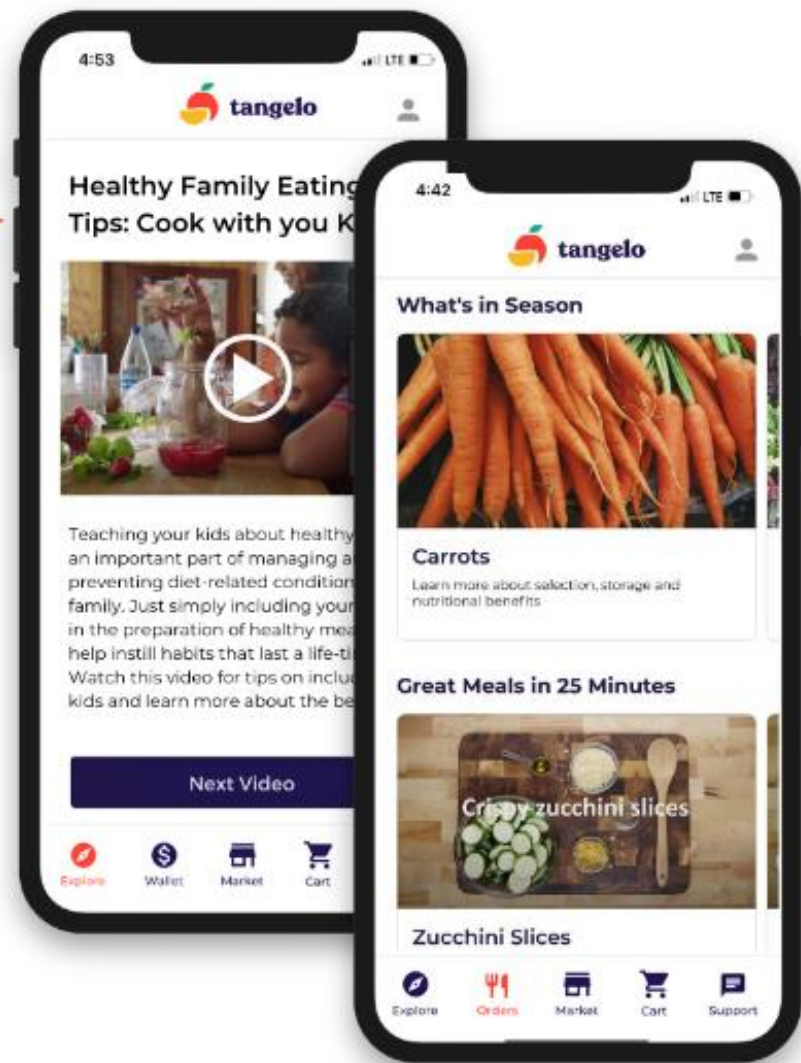 4:53
LTE
tangelo
Healthy Family Eating
Tips: Cook with you K
Teaching your kids about healthy
an important part of managing a
preventing diet-related condition
family. Just simply including your
in the preparation of healthy mea
help instill habits that last a life-ti
Watch this video for tips on inclu
kids and learn more about the be
Next Video
Explore
Wallet
Market
Cart
4:42
LTE
tangelo
What's in Season
Carrots
Learn more about selection, storage and
nutritional benefits
Great Meals in 25 Minutes
Crispy zucchini slices
Zucchini Slices
Explore
Orders
Market
Cart
Support